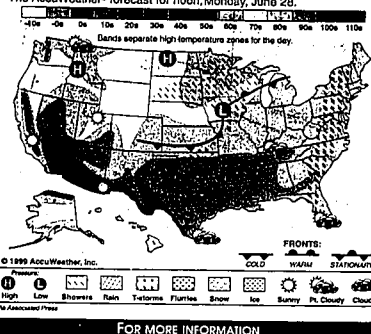 The AccuWeather forecast for noon, Monday, June 28.
-10s -0s 0s 10s 20s 30s 40s 50s 60s 70s 80s 90s 100s 110s
Bands separate high temperature zones for the day.
H
H
L
© 1999 AccuWeather, Inc.
FRONTS:
COLD WARM STATIONARY
Pressure:
H L
High Low Showers Rain T-storms Flurries Snow Ice Sunny Pt. Cloudy Cloudy
Via Associated Press
FOR MORE INFORMATION